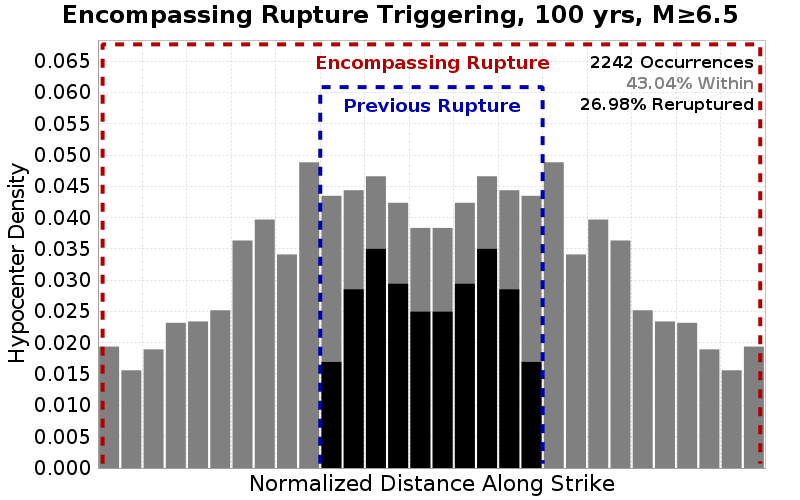 Encompassing Rupture Triggering, 100 yrs, M≥6.5
Encompassing Rupture
2242 Occurrences
43.04% Within
26.98% Reruptured
Previous Rupture
Hypocenter Density
0.065
0.060
0.055
0.050
0.045
0.040
0.035
0.030
0.025
0.020
0.015
0.010
0.005
0.000
Normalized Distance Along Strike